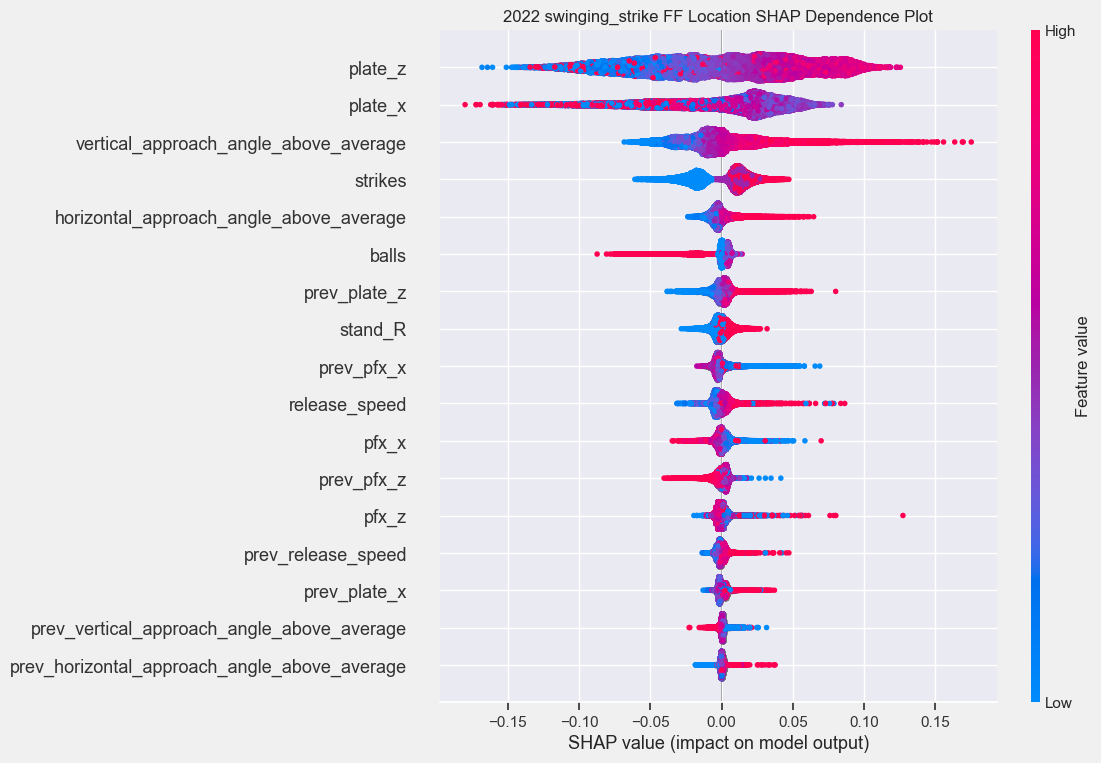 2022 swinging_strike FF Location SHAP Dependence Plot
High
plate_z
plate_x
vertical_approach_angle_above_average
strikes
horizontal_approach_angle_above_average
balls
prev_plate_z
stand_R
prev_pfx_x
release_speed
pfx_x
prev_pfx_z
pfx_z
prev_release_speed
prev_plate_x
prev_vertical_approach_angle_above_average
prev_horizontal_approach_angle_above_average
Feature value
Low
−0.15 −0.10 −0.05 0.00 0.05 0.10 0.15
SHAP value (impact on model output)